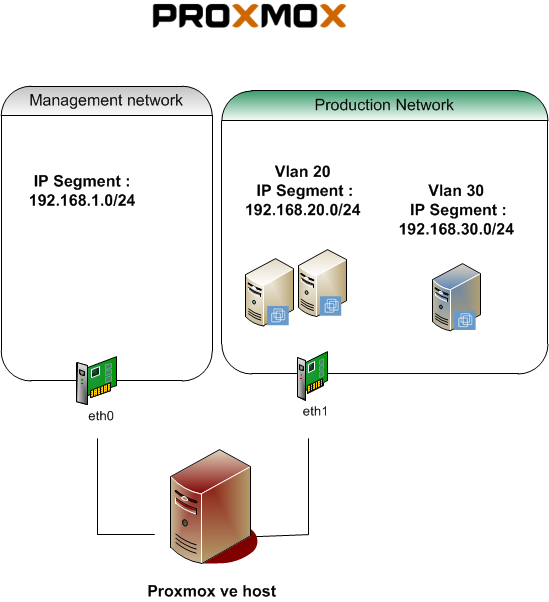 PROXMOX
Management network
IP Segment :
192.168.1.0/24
Production Network
Vlan 20
IP Segment :
192.168.20.0/24
Vlan 30
IP Segment :
192.168.30.0/24
eth0
eth1
Proxmox ve host